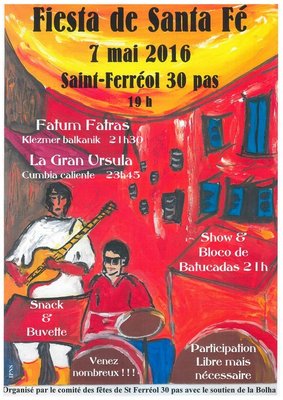 Fiesta de Santa Fé
7 mai 2016
Saint-Ferréol 30 pas
19 h
Fatum Fatras
Klezmer balkanik 21h30
La Gran Ursula
Cumbia caliente 23h45
Show &
Bloco de
Batucadas 21h
Snack
&
Buvette
Venez
nombreux ! ! !
Participation
Libre mais
nécessaire
IPNS
Organisé par le comité des fêtes de St Ferréol 30 pas avec le soutien de la Bolha